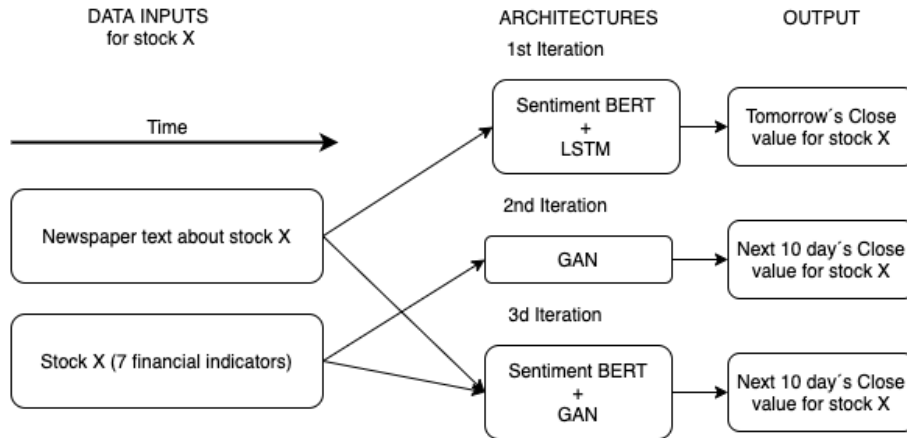 DATA INPUTS
for stock X
ARCHITECTURES
OUTPUT
1st Iteration
Time
Sentiment BERT
+
LSTM
Tomorrow´s Close
value for stock X
Newspaper text about stock X
2nd Iteration
GAN
Next 10 day´s Close
value for stock X
Stock X (7 financial indicators)
3d Iteration
Sentiment BERT
+
GAN
Next 10 day´s Close
value for stock X